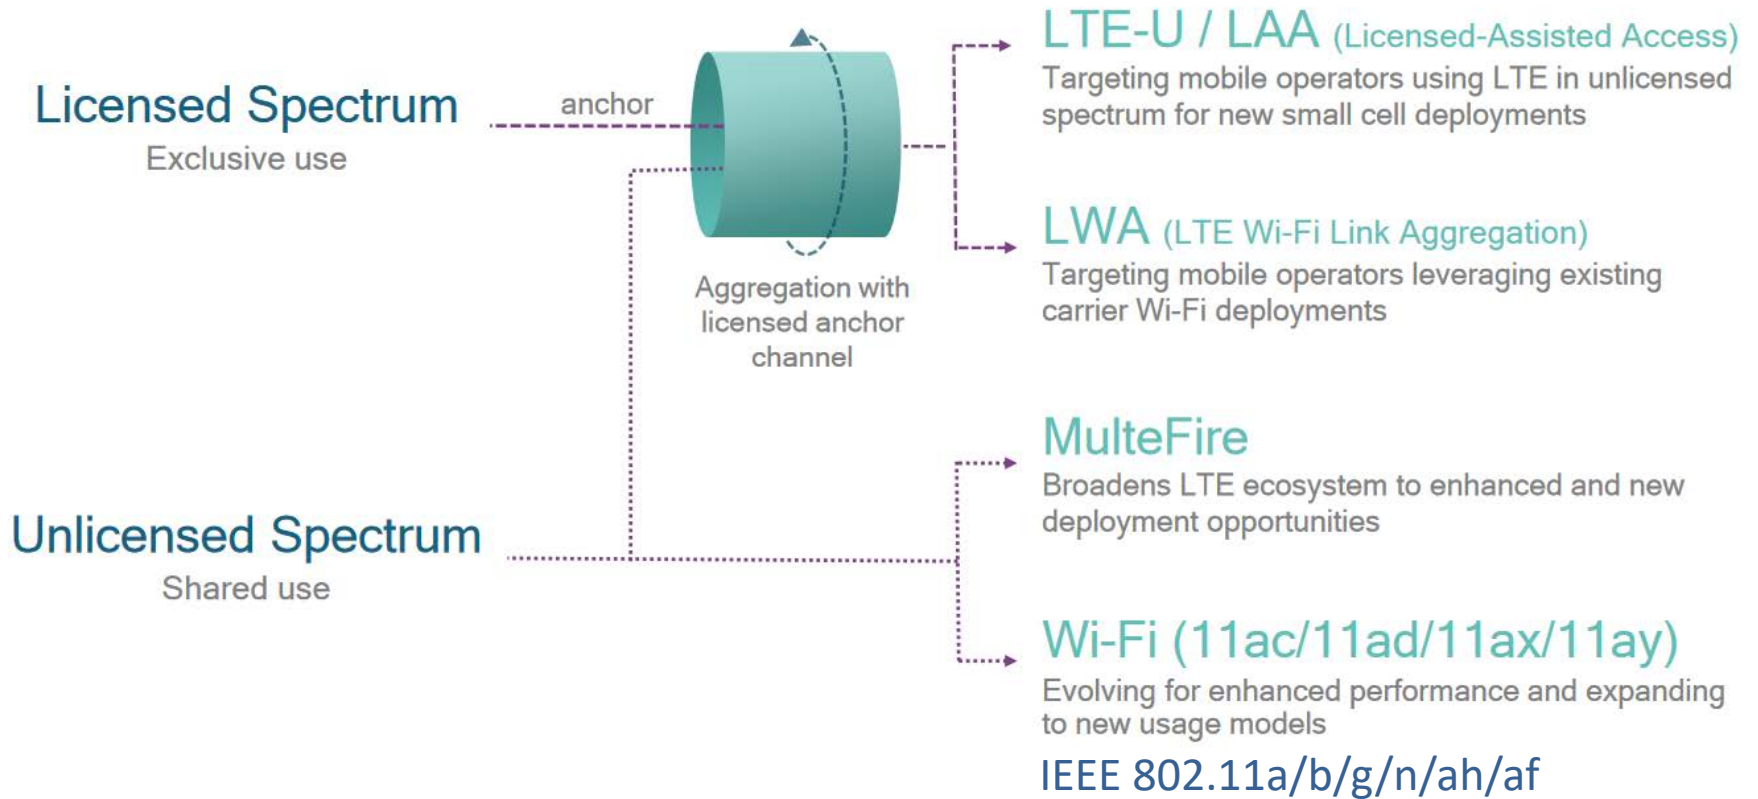 Licensed Spectrum
Exclusive use
anchor
Aggregation with
licensed anchor
channel
LTE-U / LAA (Licensed-Assisted Access)
Targeting mobile operators using LTE in unlicensed
spectrum for new small cell deployments
LWA (LTE Wi-Fi Link Aggregation)
Targeting mobile operators leveraging existing
carrier Wi-Fi deployments
Unlicensed Spectrum
Shared use
MulteFire
Broadens LTE ecosystem to enhanced and new
deployment opportunities
Wi-Fi (11ac/11ad/11ax/11ay)
Evolving for enhanced performance and expanding
to new usage models
IEEE 802.11a/b/g/n/ah/af